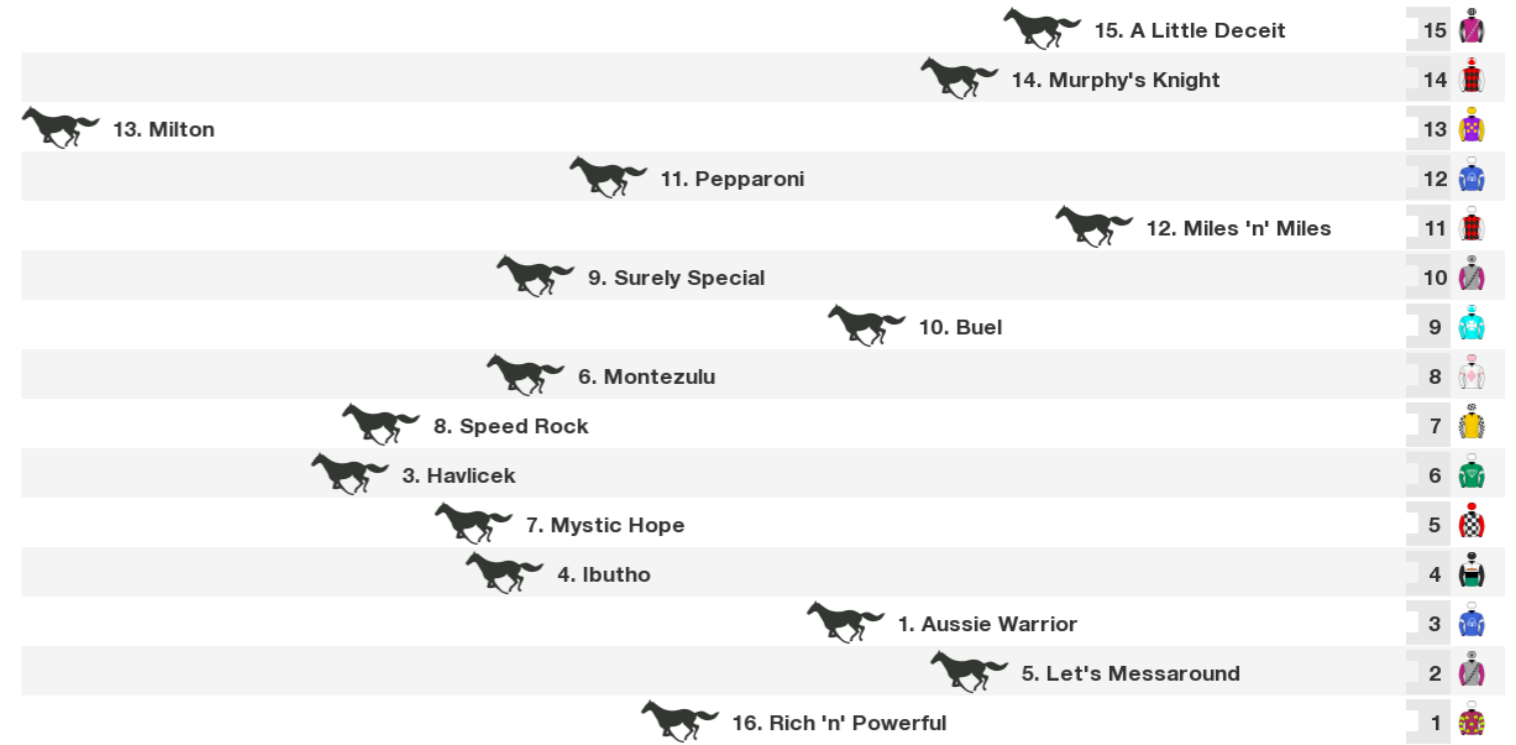 15. A Little Deceit 15
14. Murphy's Knight 14
13. Milton 13
11. Pepparoni 12
12. Miles 'n' Miles 11
9. Surely Special 10
10. Buel 9
6. Montezulu 8
8. Speed Rock 7
3. Havlicek 6
7. Mystic Hope 5
4. Ibutho 4
1. Aussie Warrior 3
5. Let's Messaround 2
16. Rich 'n' Powerful 1